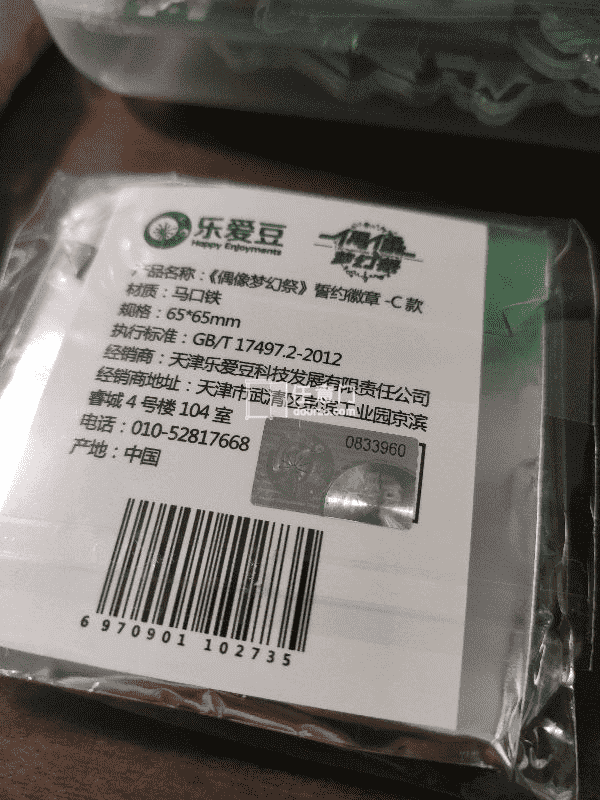 乐爱豆
Happy Enjoyments
偶像
梦幻祭
产品名称：《偶像梦幻祭》誓约徽章 -C 款
材质：马口铁
规格：65*65mm
执行标准：GB/T 17497.2-2012
经销商：天津乐爱豆科技发展有限责任公司
经销商地址：天津市武清区京滨工业园京滨
睿城 4 号楼 104 室
电话：010-52817668
产地：中国
0833960
6 970901 102735